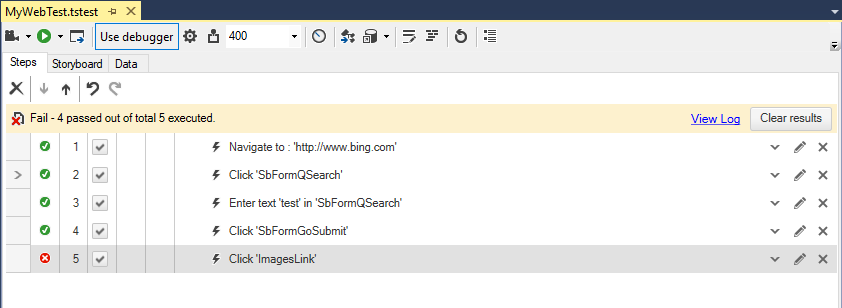 MyWebTest.tstest
Use debugger 400
Steps Storyboard Data
Fail - 4 passed out of total 5 executed. View Log Clear results
1 Navigate to : 'http://www.bing.com'
2 Click 'SbFormQSearch'
3 Enter text 'test' in 'SbFormQSearch'
4 Click 'SbFormGoSubmit'
5 Click 'ImagesLink'